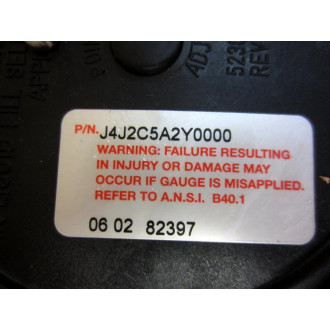 P/N. J4J2C5A2Y0000
WARNING: FAILURE RESULTING
IN INJURY OR DAMAGE MAY
OCCUR IF GAUGE IS MISAPPLIED.
REFER TO A.N.S.I. B40.1
06 02 82397